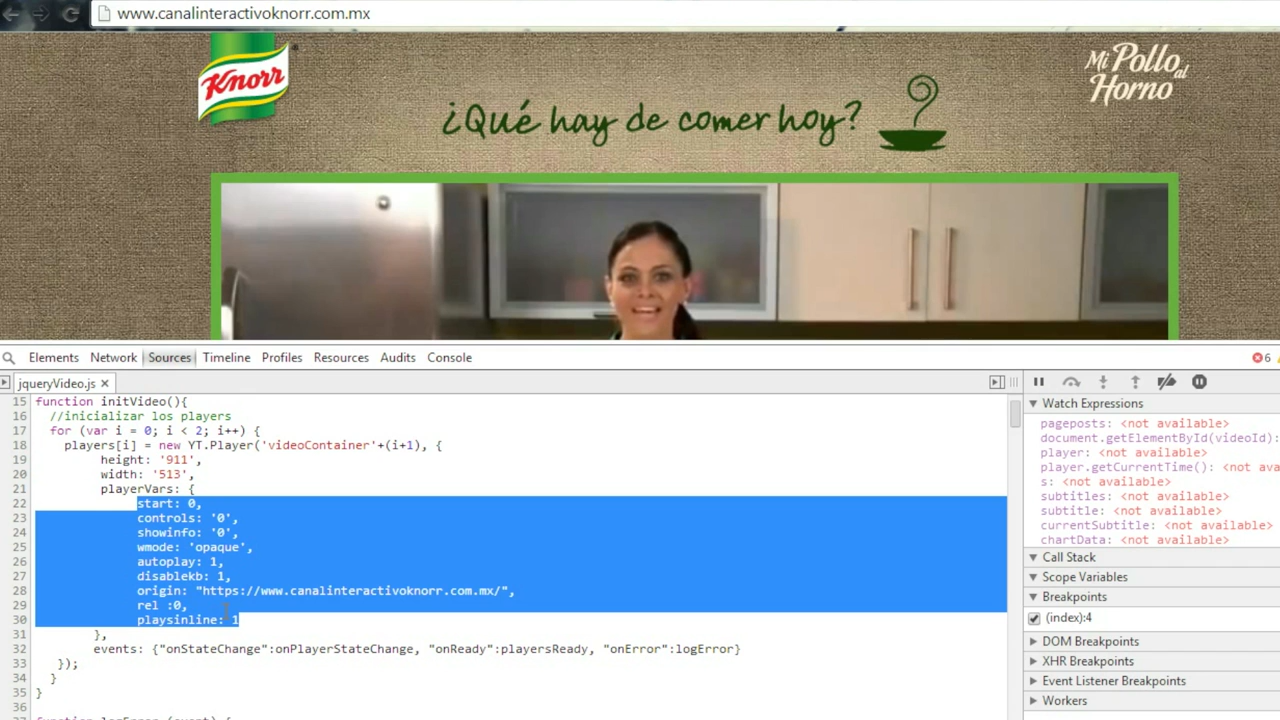 www.canalinteractivoknorr.com.mx
Knorr
®
Mi Pollo al Horno
¿Qué hay de comer hoy?
Elements Network Sources Timeline Profiles Resources Audits Console 6
jqueryVideo.js ×
15 function initVideo(){
16 //inicializar los players
17 for (var i = 0; i < 2; i++) {
18 players[i] = new YT.Player('videoContainer'+(i+1), {
19 height: '911',
20 width: '513',
21 playerVars: {
22 start: 0,
23 controls: '0',
24 showinfo: '0',
25 wmode: 'opaque',
26 autoplay: 1,
27 disablekb: 1,
28 origin: "https://www.canalinteractivoknorr.com.mx/",
29 rel :0,
30 playsinline: 1
31 },
32 events: {"onStateChange":onPlayerStateChange, "onReady":playersReady, "onError":logError}
33 });
34 }
35 }
36
37 function logError (event) {
Watch Expressions
pageposts: <not available>
document.getElementById(videoId):
player: <not available>
player.getCurrentTime(): <not ava
s: <not available>
subtitles: <not available>
subtitle: <not available>
currentSubtitle: <not available>
chartData: <not available>
Call Stack
Scope Variables
Breakpoints
(index):4
DOM Breakpoints
XHR Breakpoints
Event Listener Breakpoints
Workers